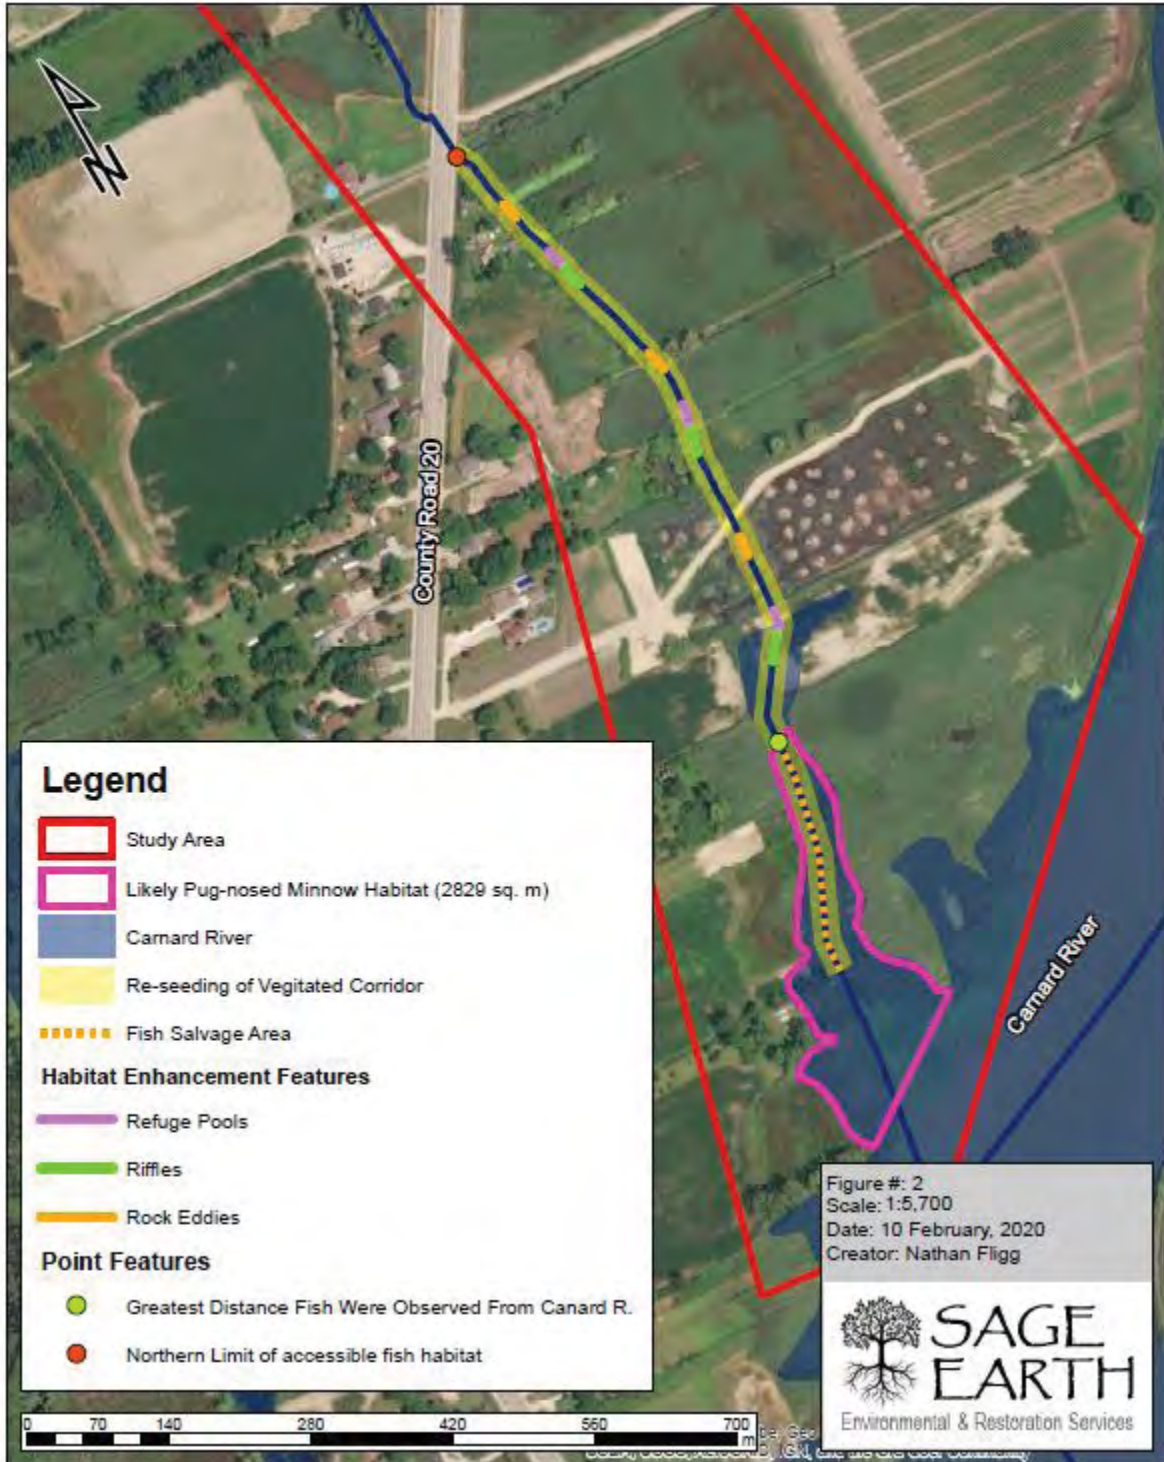 N
County Road 20
Carnard River
Legend
Study Area
Likely Pug-nosed Minnow Habitat (2829 sq. m)
Carnard River
Re-seeding of Vegitated Corridor
Fish Salvage Area
Habitat Enhancement Features
Refuge Pools
Riffles
Rock Eddies
Point Features
Greatest Distance Fish Were Observed From Canard R.
Northern Limit of accessible fish habitat
Figure #: 2
Scale: 1:5,700
Date: 10 February, 2020
Creator: Nathan Fligg
SAGE
EARTH
Environmental & Restoration Services
0 70 140 280 420 560 700
m